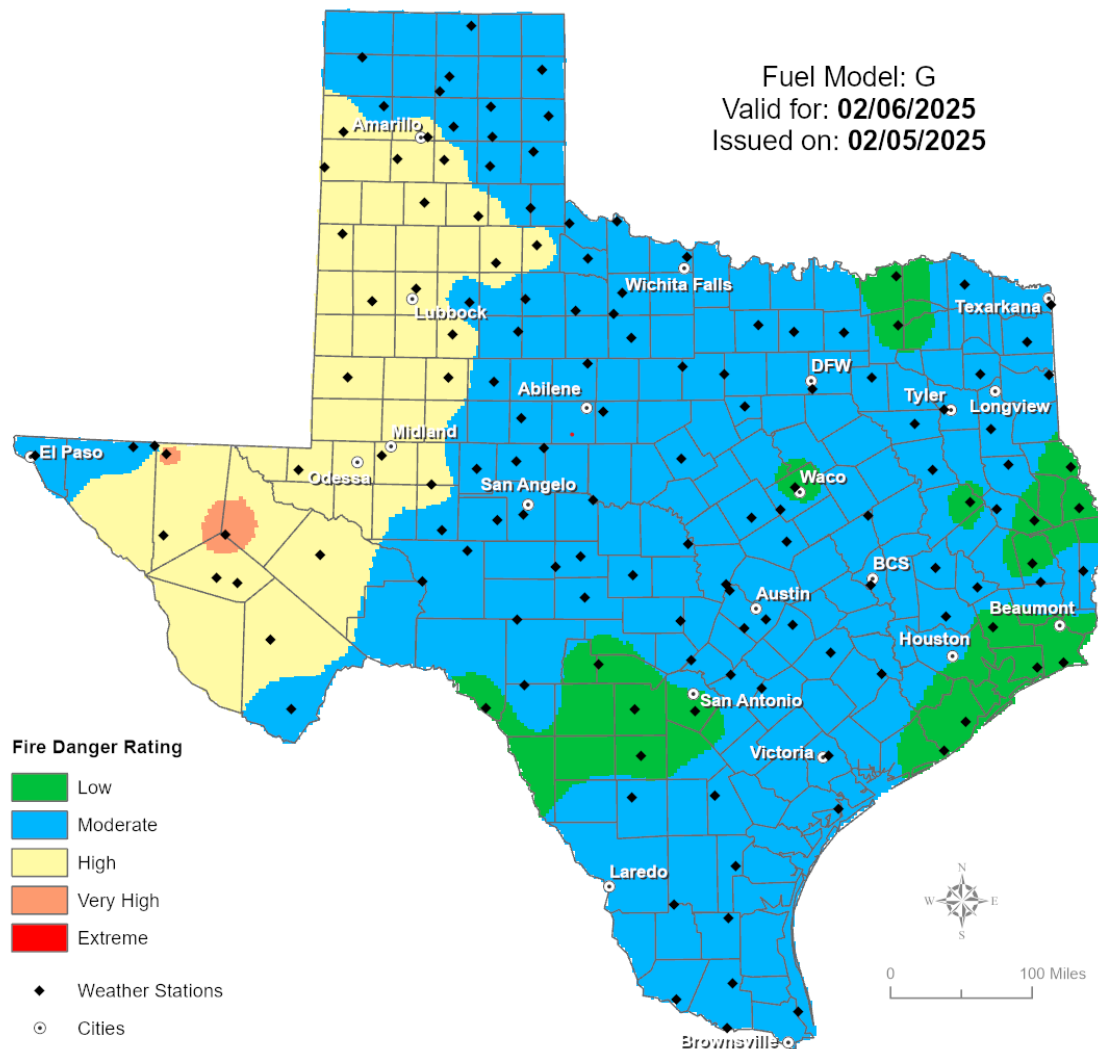 Fuel Model: G
Valid for: 02/06/2025
Issued on: 02/05/2025
Amarillo
Wichita Falls
Lubbock
Texarkana
DFW
Abilene
Tyler
Longview
Midland
El Paso
Odessa
San Angelo
Waco
BCS
Austin
Beaumont
Houston
San Antonio
Victoria
Laredo
Brownsville
Fire Danger Rating
Low
Moderate
High
Very High
Extreme
Weather Stations
Cities
N
W E
S
0 100 Miles